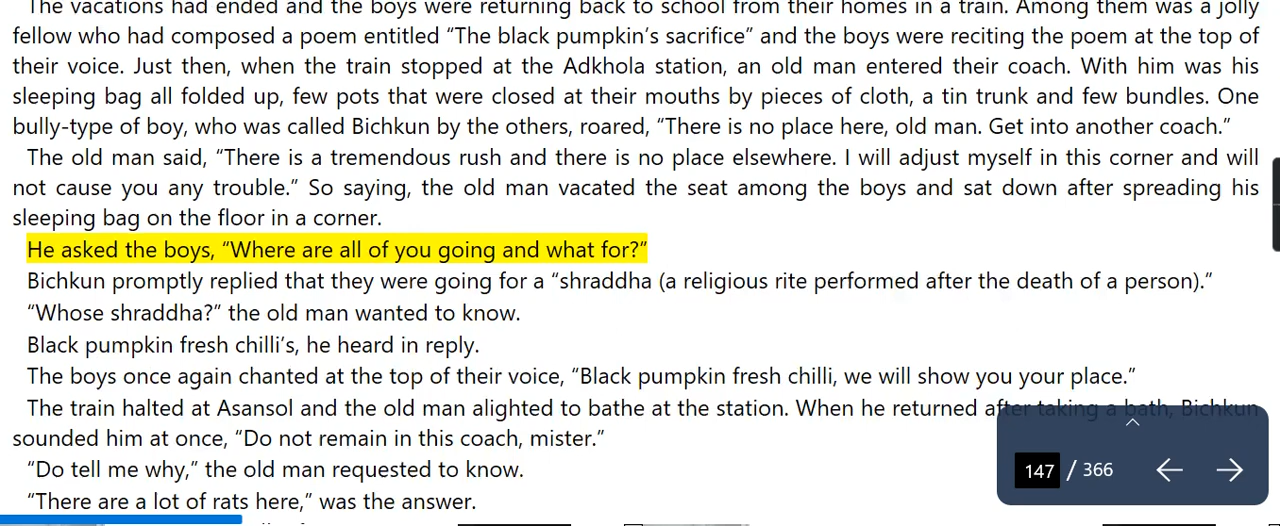 The vacations had ended and the boys were returning back to school from their homes in a train. Among them was a jolly
fellow who had composed a poem entitled “The black pumpkin’s sacrifice” and the boys were reciting the poem at the top of
their voice. Just then, when the train stopped at the Adkhola station, an old man entered their coach. With him was his
sleeping bag all folded up, few pots that were closed at their mouths by pieces of cloth, a tin trunk and few bundles. One
bully-type of boy, who was called Bichkun by the others, roared, “There is no place here, old man. Get into another coach.”
The old man said, “There is a tremendous rush and there is no place elsewhere. I will adjust myself in this corner and will
not cause you any trouble.” So saying, the old man vacated the seat among the boys and sat down after spreading his
sleeping bag on the floor in a corner.
He asked the boys, “Where are all of you going and what for?”
Bichkun promptly replied that they were going for a “shraddha (a religious rite performed after the death of a person).”
“Whose shraddha?” the old man wanted to know.
Black pumpkin fresh chilli’s, he heard in reply.
The boys once again chanted at the top of their voice, “Black pumpkin fresh chilli, we will show you your place.”
The train halted at Asansol and the old man alighted to bathe at the station. When he returned after taking a bath, Bichkun
sounded him at once, “Do not remain in this coach, mister.”
“Do tell me why,” the old man requested to know.
147 / 366
“There are a lot of rats here,” was the answer.